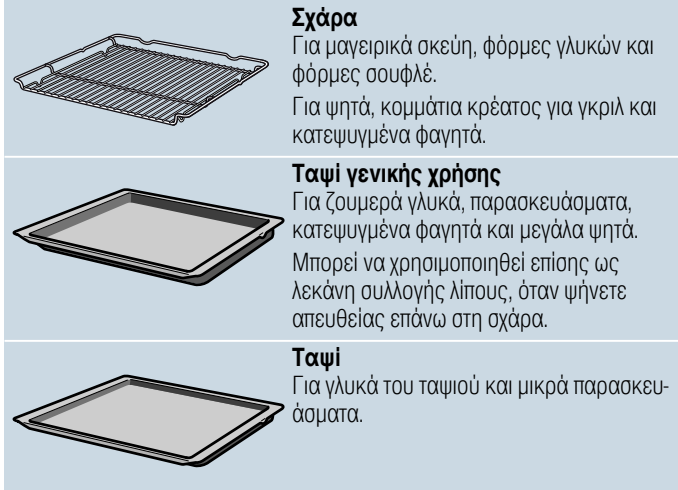 Σχάρα
Για μαγειρικά σκεύη, φόρμες γλυκών και
φόρμες σουφλέ.
Για ψητά, κομμάτια κρέατος για γκριλ και
κατεψυγμένα φαγητά.
Ταψί γενικής χρήσης
Για ζουμερά γλυκά, παρασκευάσματα,
κατεψυγμένα φαγητά και μεγάλα ψητά.
Μπορεί να χρησιμοποιηθεί επίσης ως
λεκάνη συλλογής λίπους, όταν ψήνετε
απευθείας επάνω στη σχάρα.
Ταψί
Για γλυκά του ταψιού και μικρά παρασκευ-
άσματα.